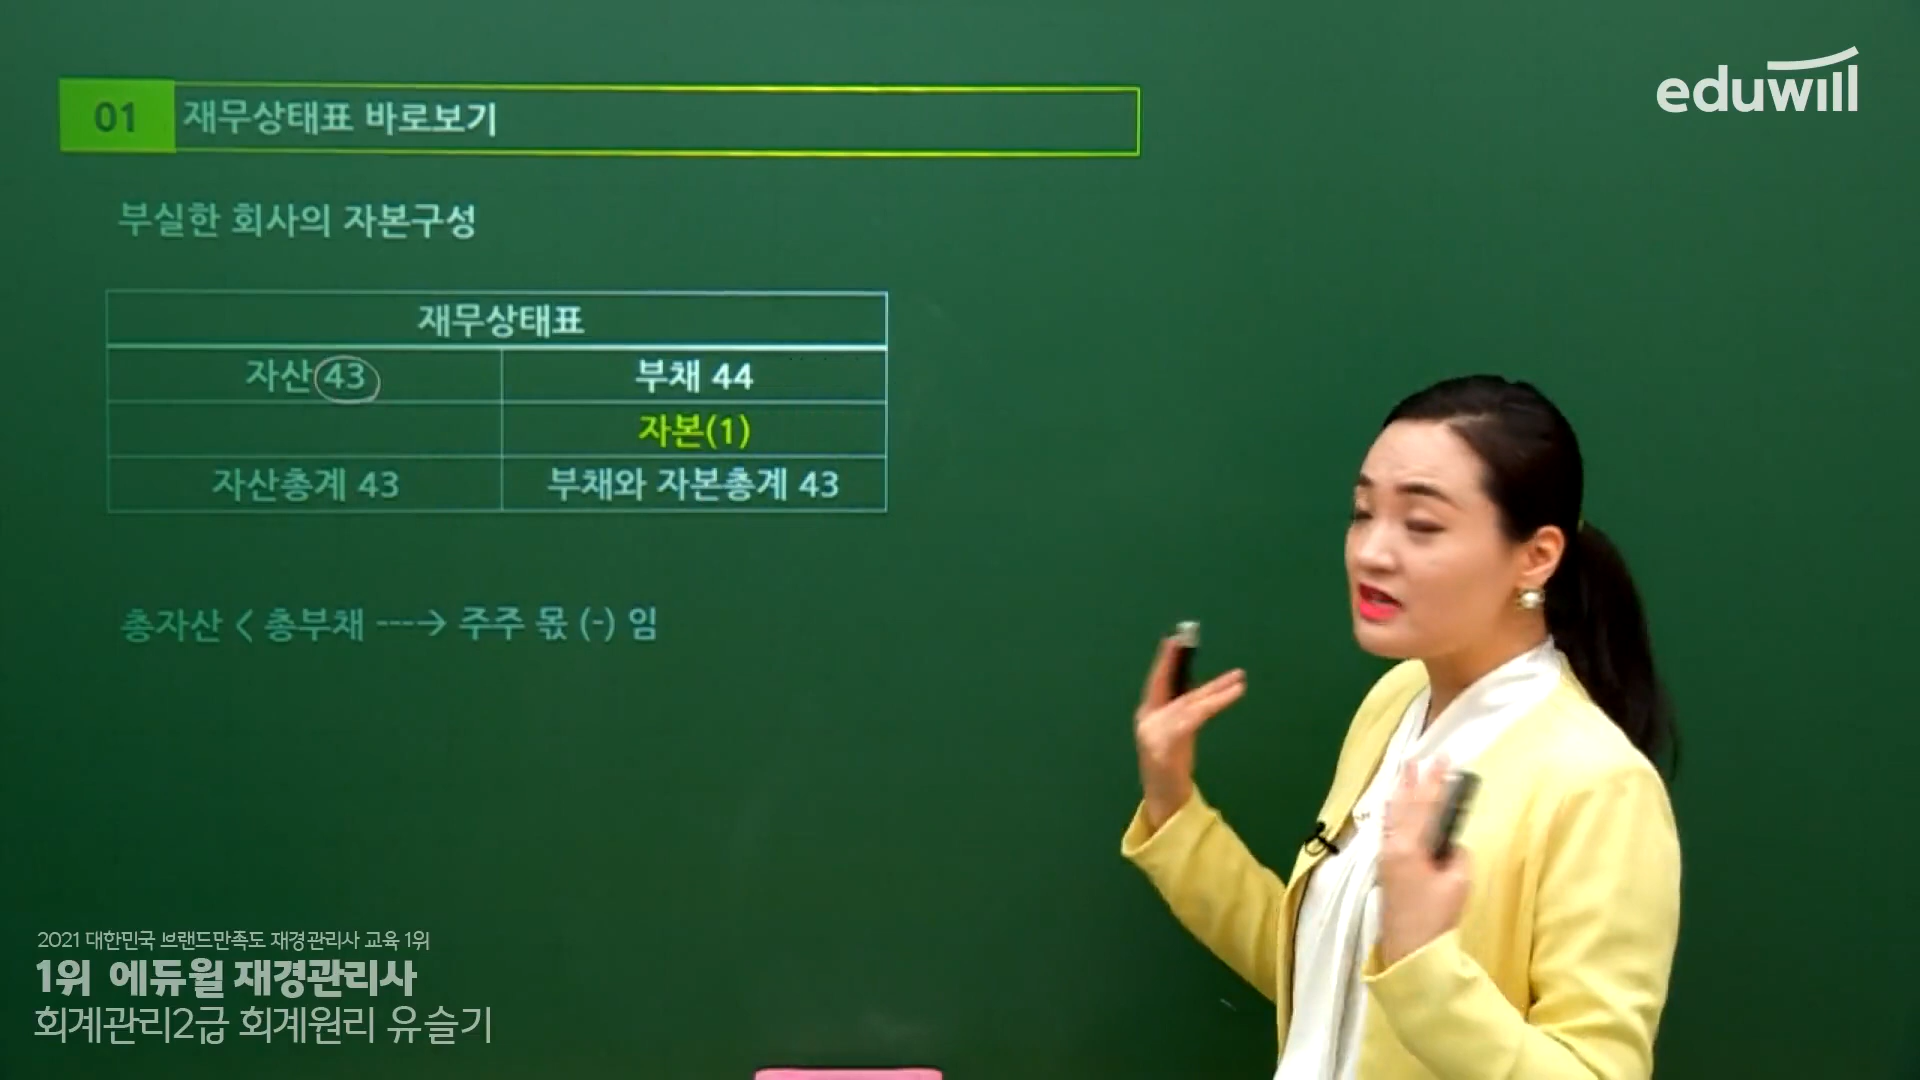 eduwill
01 재무상태표 바로보기
부실한 회사의 자본구성
재무상태표
자산 43 부채 44
자본(1)
자산총계 43 부채와 자본총계 43
총자산 < 총부채 ----→ 주주 몫 (-) 임
2021 대한민국 브랜드만족도 재경관리사 교육 1위
1위 에듀윌 재경관리사
회계관리2급 회계원리 유슬기